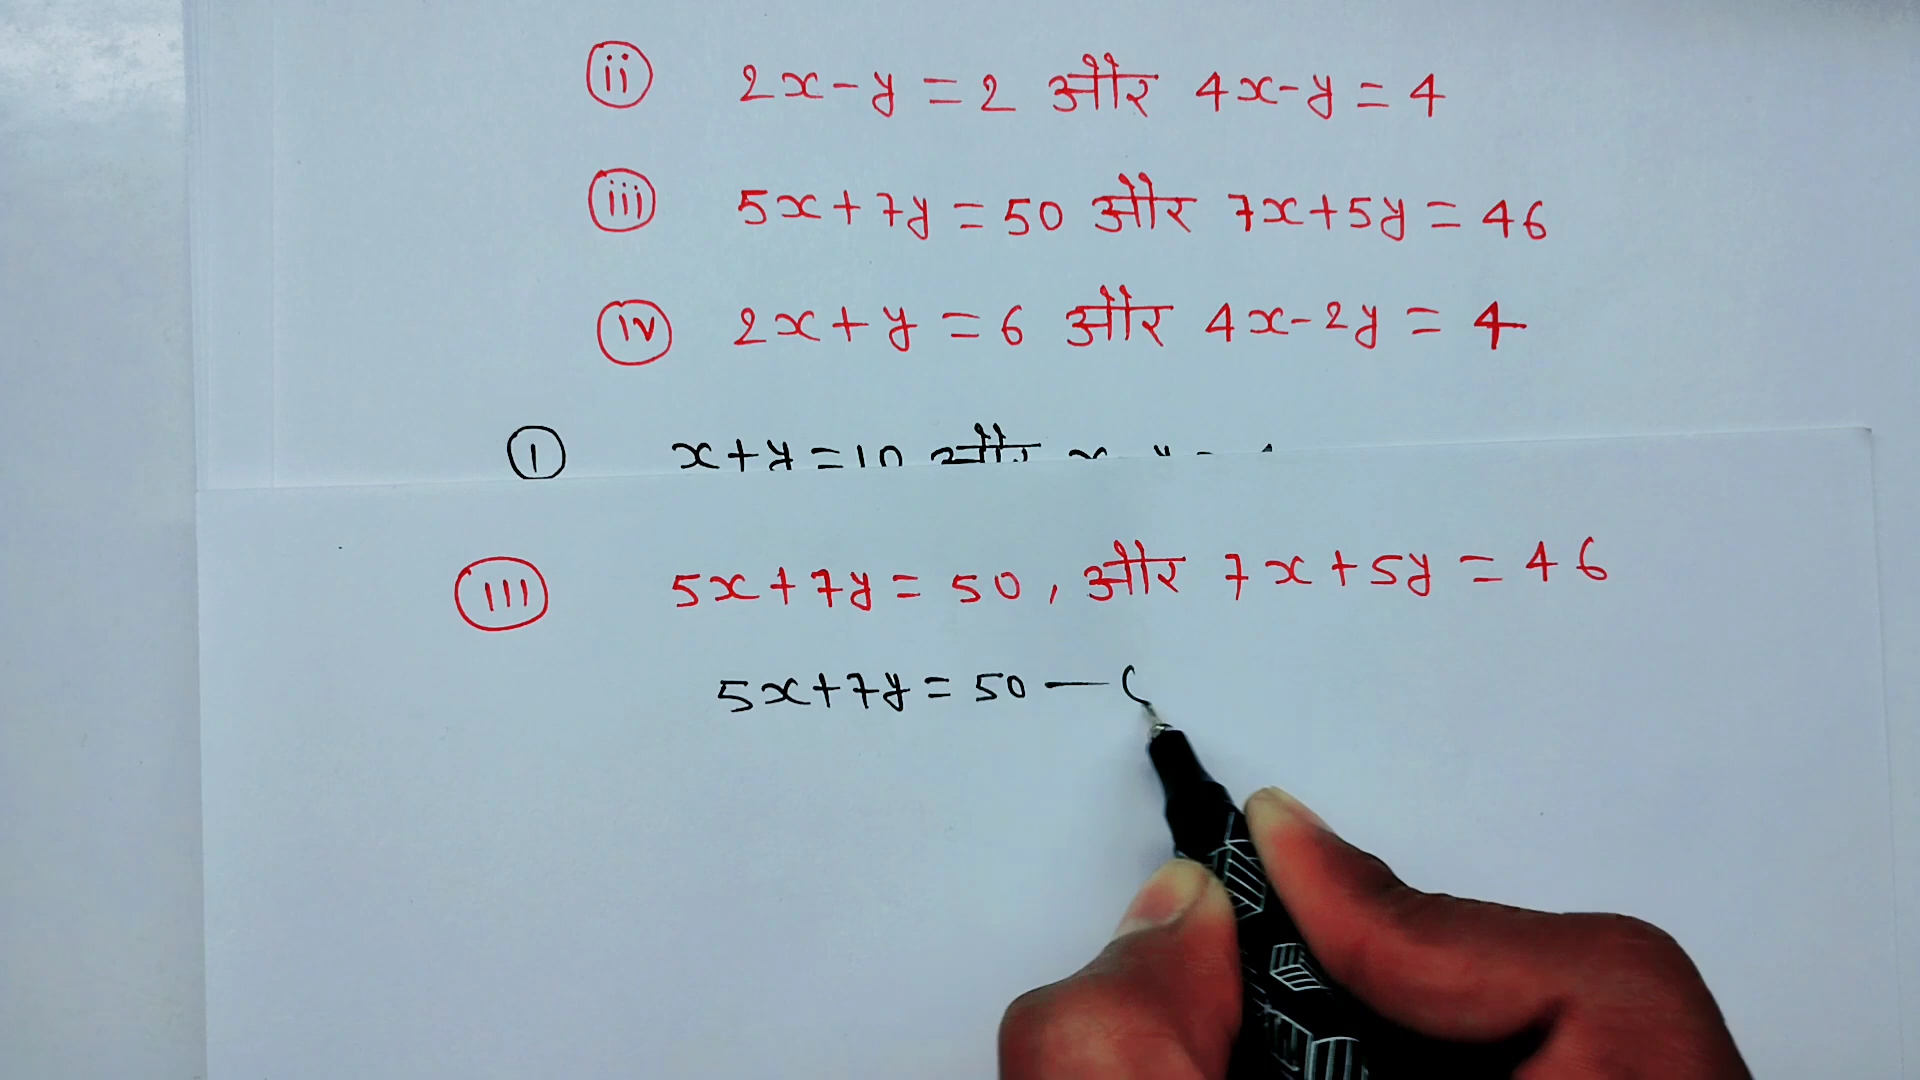 (ii) 2x-y=2 और 4x-y=4
(iii) 5x+7y=50 और 7x+5y=46
(iv) 2x+y=6 और 4x-2y=4
(1) x+y=10 और
(III) 5x+7y=50, और 7x+5y=46
5x+7y=50 — (